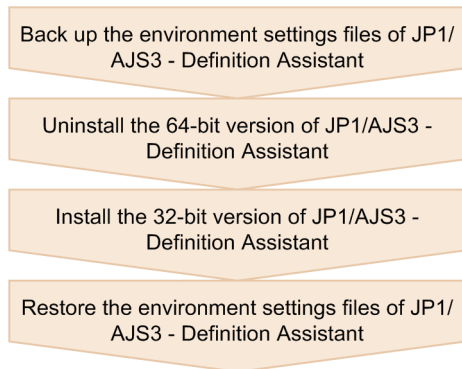 Back up the environment settings files of JP1/
AJS3 - Definition Assistant
Uninstall the 64-bit version of JP1/AJS3 -
Definition Assistant
Install the 32-bit version of JP1/AJS3 -
Definition Assistant
Restore the environment settings files of JP1/
AJS3 - Definition Assistant